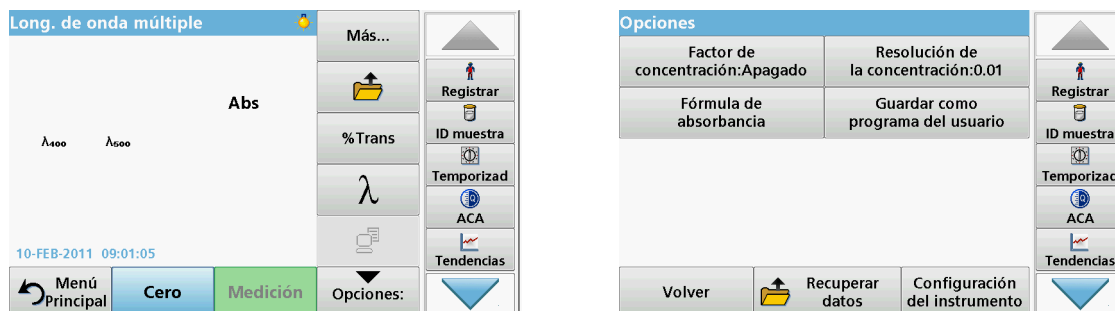 Long. de onda múltiple
Más...
Abs
%Trans
λ400 λ500
λ
10-FEB-2011 09:01:05
Menú
Principal
Cero
Medición
Opciones:
Registrar
ID muestra
Temporizad
ACA
Tendencias
Opciones
Factor de
concentración:Apagado
Resolución de
la concentración:0.01
Fórmula de
absorbancia
Guardar como
programa del usuario
Volver
Recuperar
datos
Configuración
del instrumento
Registrar
ID muestra
Temporizad
ACA
Tendencias